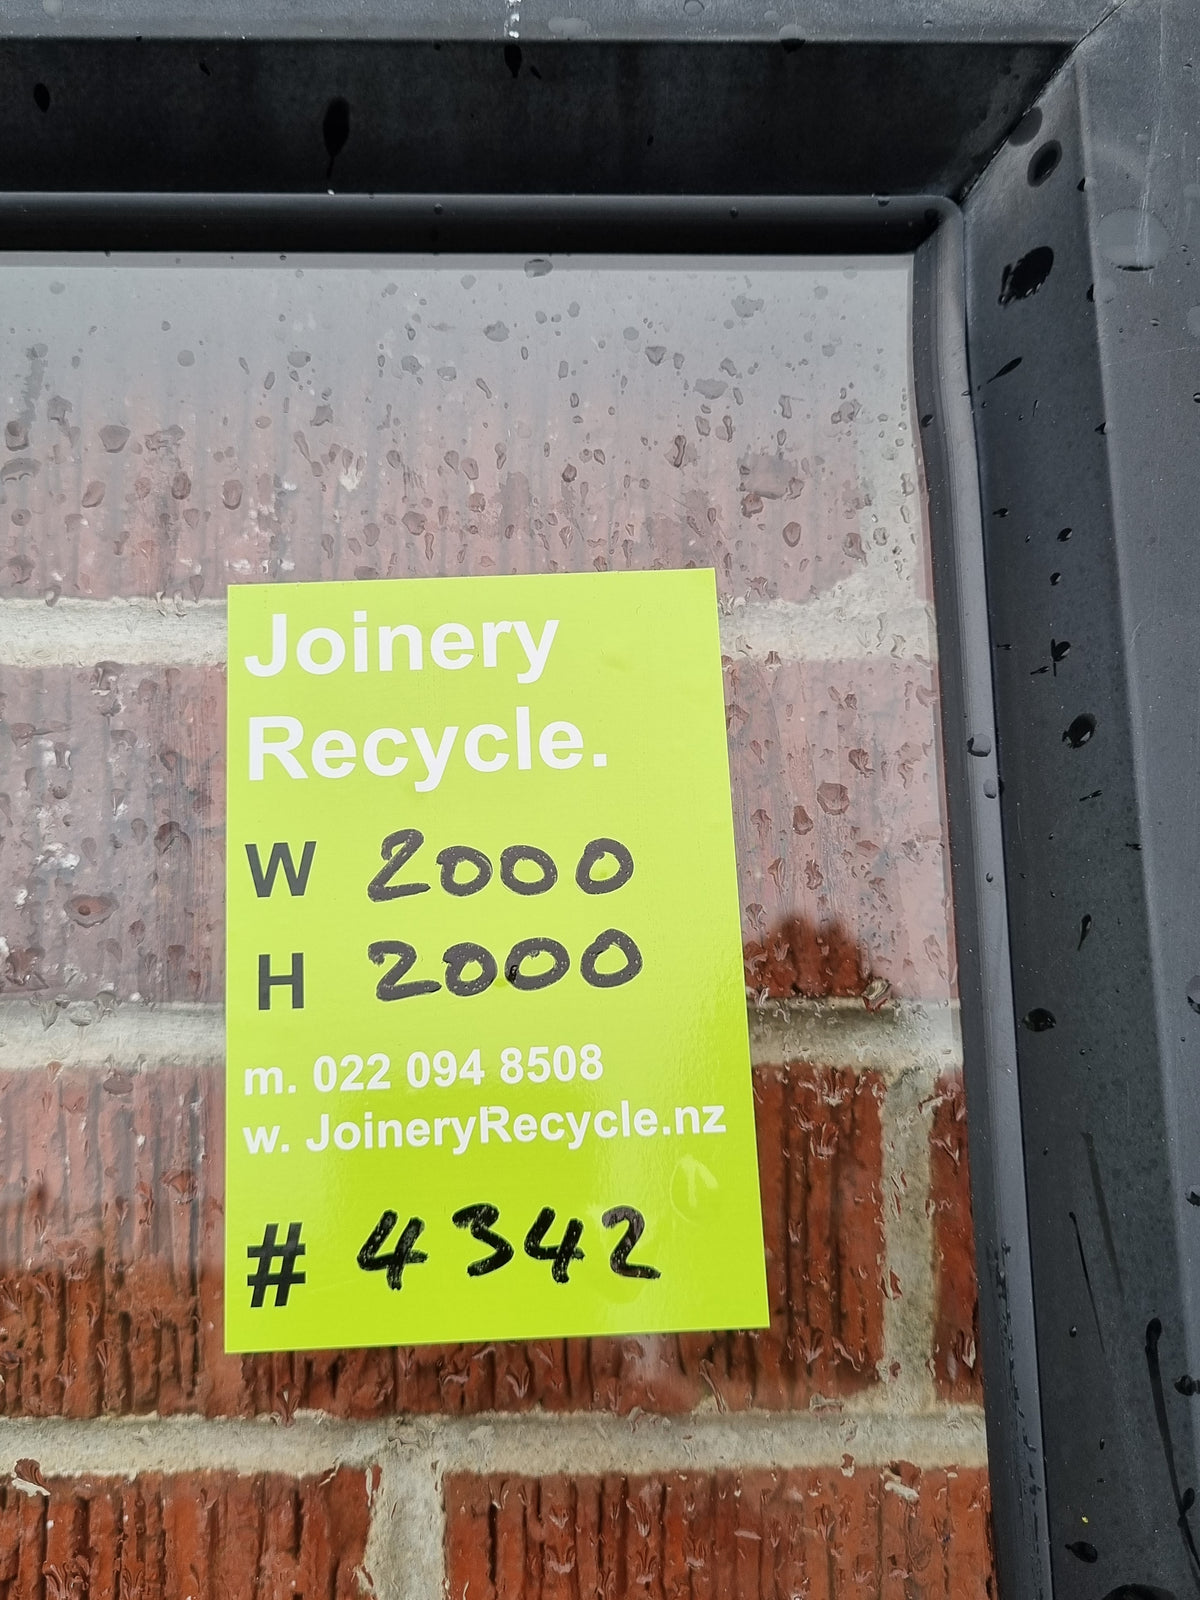 Joinery
Recycle.
W 2000
H 2000
m. 022 094 8508
w. JoineryRecycle.nz
# 4342